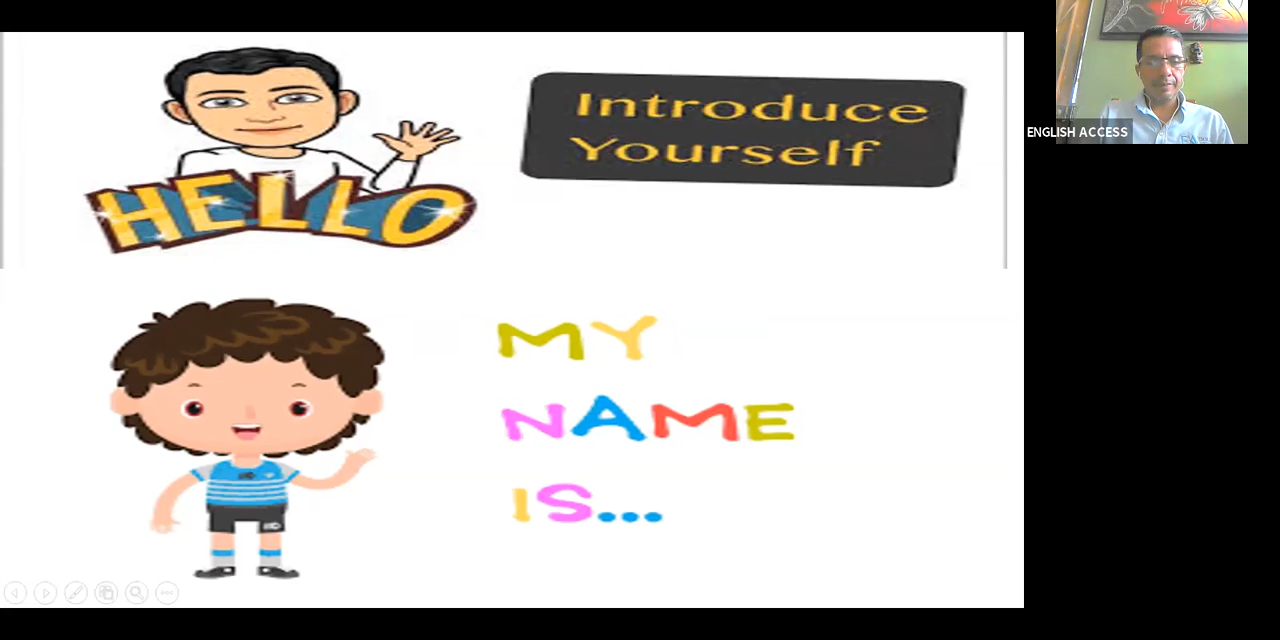 Introduce
Yourself
HELLO
ENGLISH ACCESS
MY
NAME
IS...